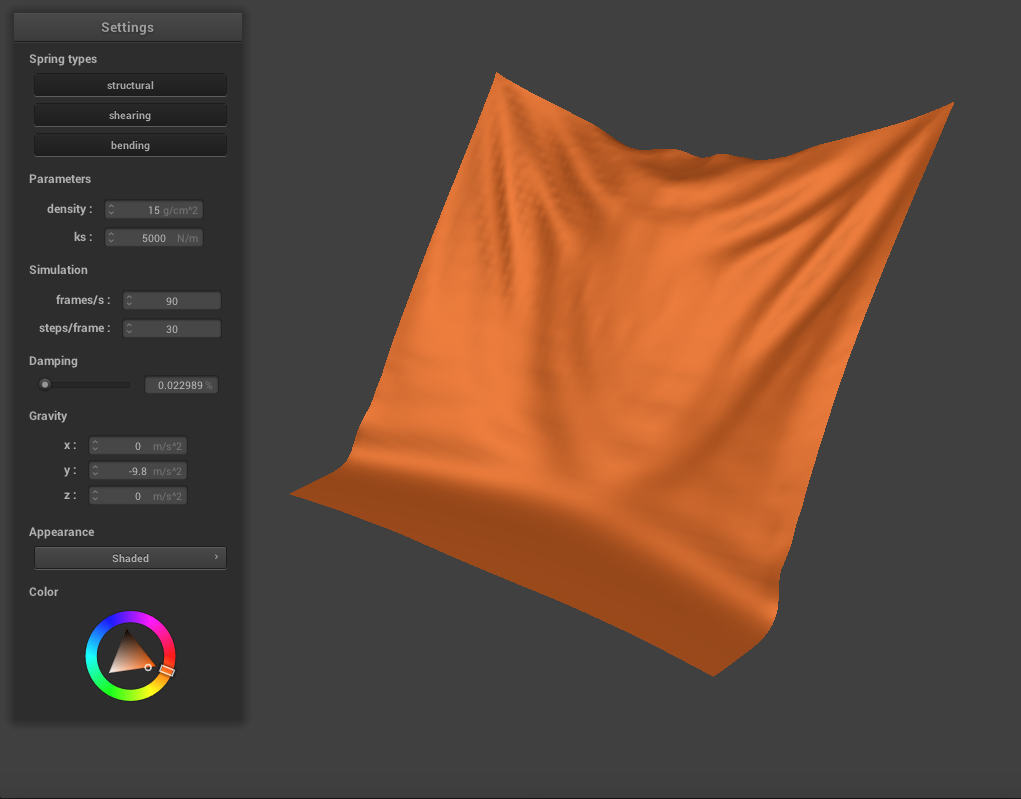 Settings
Spring types
structural
shearing
bending
Parameters
density : 15 g/cm^2
ks : 5000 N/m
Simulation
frames/s : 90
steps/frame : 30
Damping
0.022989 %
Gravity
x : 0 m/s^2
y : -9.8 m/s^2
z : 0 m/s^2
Appearance
Shaded
Color